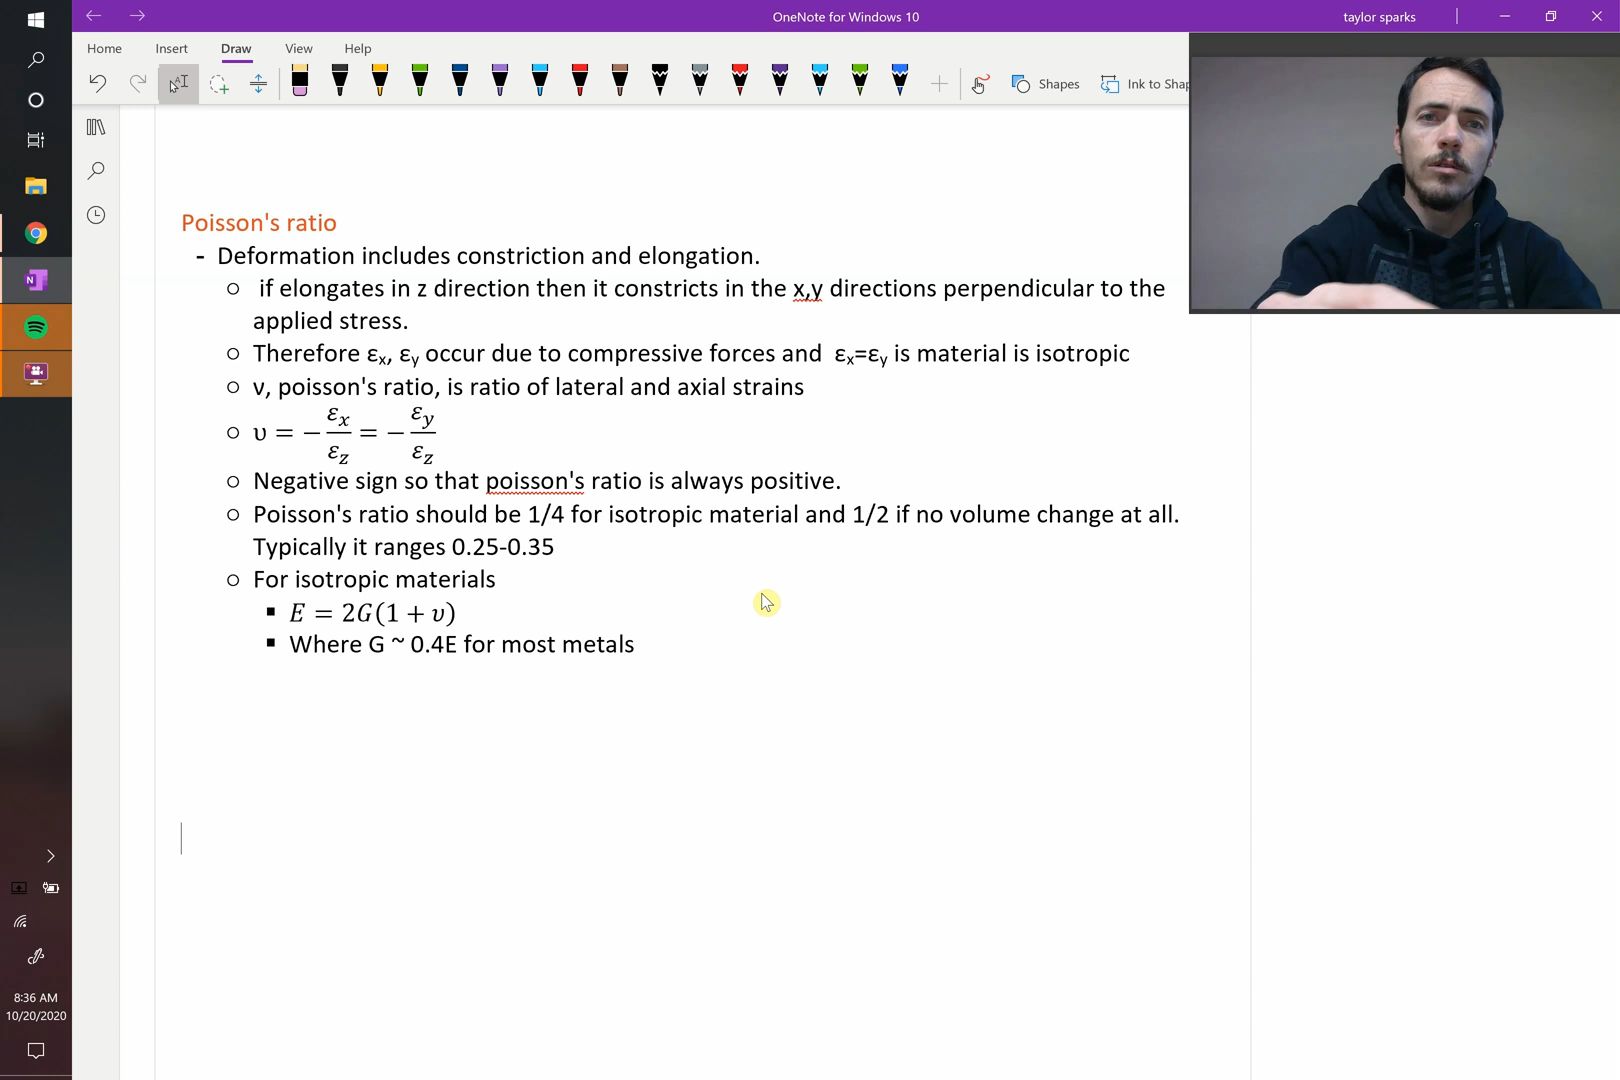 OneNote for Windows 10
taylor sparks
Home Insert Draw View Help
Shapes
Ink to Shap
Poisson's ratio
- Deformation includes constriction and elongation.
○ if elongates in z direction then it constricts in the x,y directions perpendicular to the
applied stress.
○ Therefore εx, εy occur due to compressive forces and εx=εy is material is isotropic
○ ν, poisson's ratio, is ratio of lateral and axial strains
○ υ = − εx/εz = − εy/εz
○ Negative sign so that poisson's ratio is always positive.
○ Poisson's ratio should be 1/4 for isotropic material and 1/2 if no volume change at all.
Typically it ranges 0.25-0.35
○ For isotropic materials
▪ E = 2G(1 + υ)
▪ Where G ~ 0.4E for most metals
8:36 AM
10/20/2020